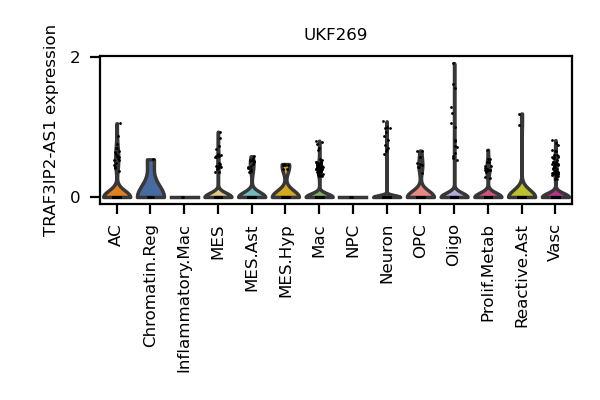 UKF269
TRAF3IP2-AS1 expression
2
0
AC
Chromatin.Reg
Inflammatory.Mac
MES
MES.Ast
MES.Hyp
Mac
NPC
Neuron
OPC
Oligo
Prolif.Metab
Reactive.Ast
Vasc